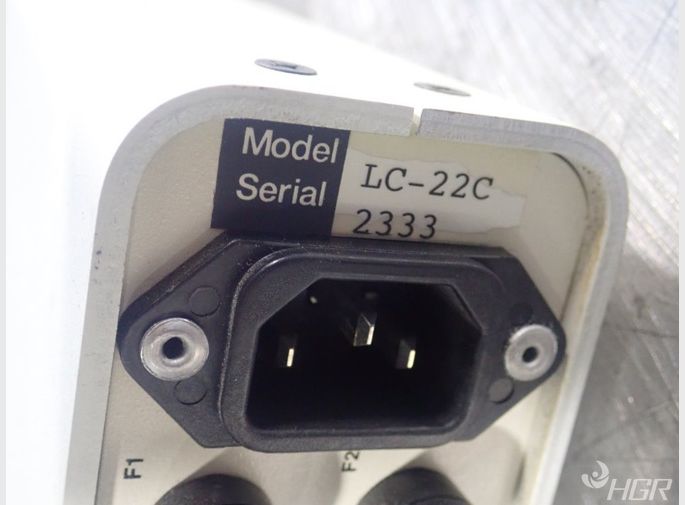 Model LC-22C
Serial 2333
F1 F2
HGR